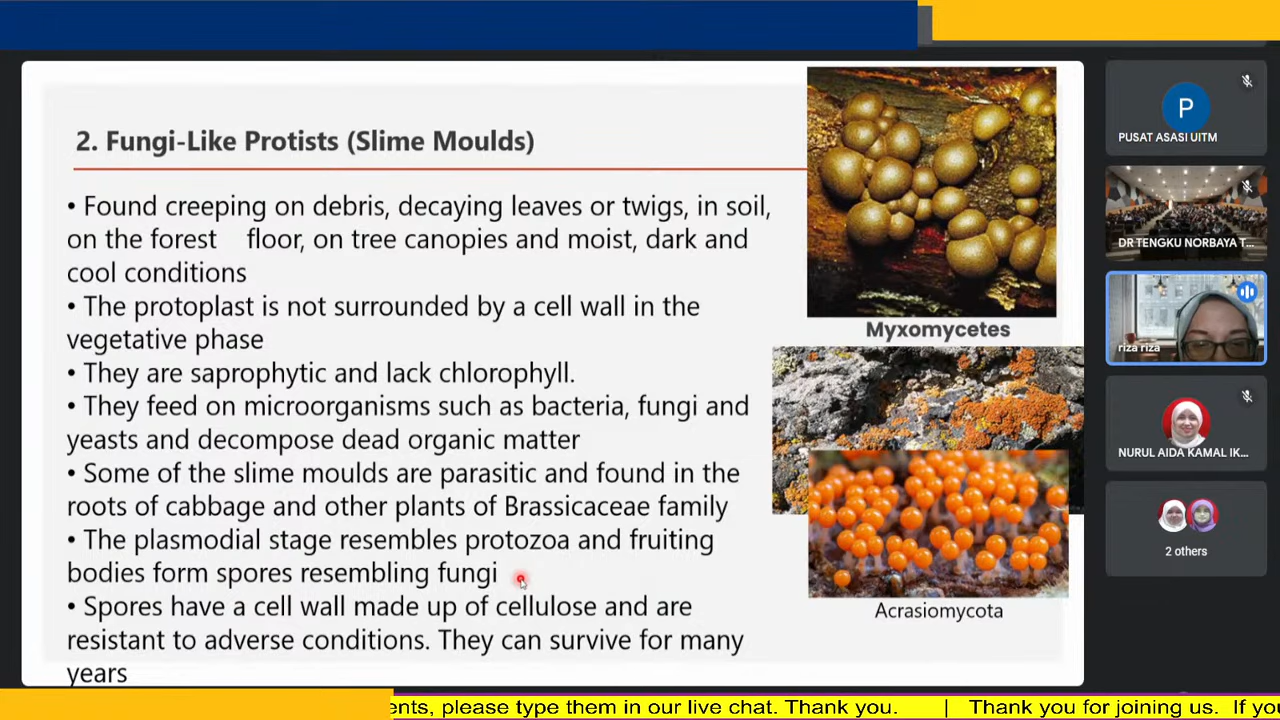 2. Fungi-Like Protists (Slime Moulds)
• Found creeping on debris, decaying leaves or twigs, in soil,
on the forest floor, on tree canopies and moist, dark and
cool conditions
• The protoplast is not surrounded by a cell wall in the
vegetative phase
• They are saprophytic and lack chlorophyll.
• They feed on microorganisms such as bacteria, fungi and
yeasts and decompose dead organic matter
• Some of the slime moulds are parasitic and found in the
roots of cabbage and other plants of Brassicaceae family
• The plasmodial stage resembles protozoa and fruiting
bodies form spores resembling fungi
• Spores have a cell wall made up of cellulose and are
resistant to adverse conditions. They can survive for many
years
Myxomycetes
Acrasiomycota
P
PUSAT ASASI UITM
DR TENGKU NORBAYA T...
riza riza
NURUL AIDA KAMAL IK...
2 others
ents, please type them in our live chat. Thank you. | Thank you for joining us. If you